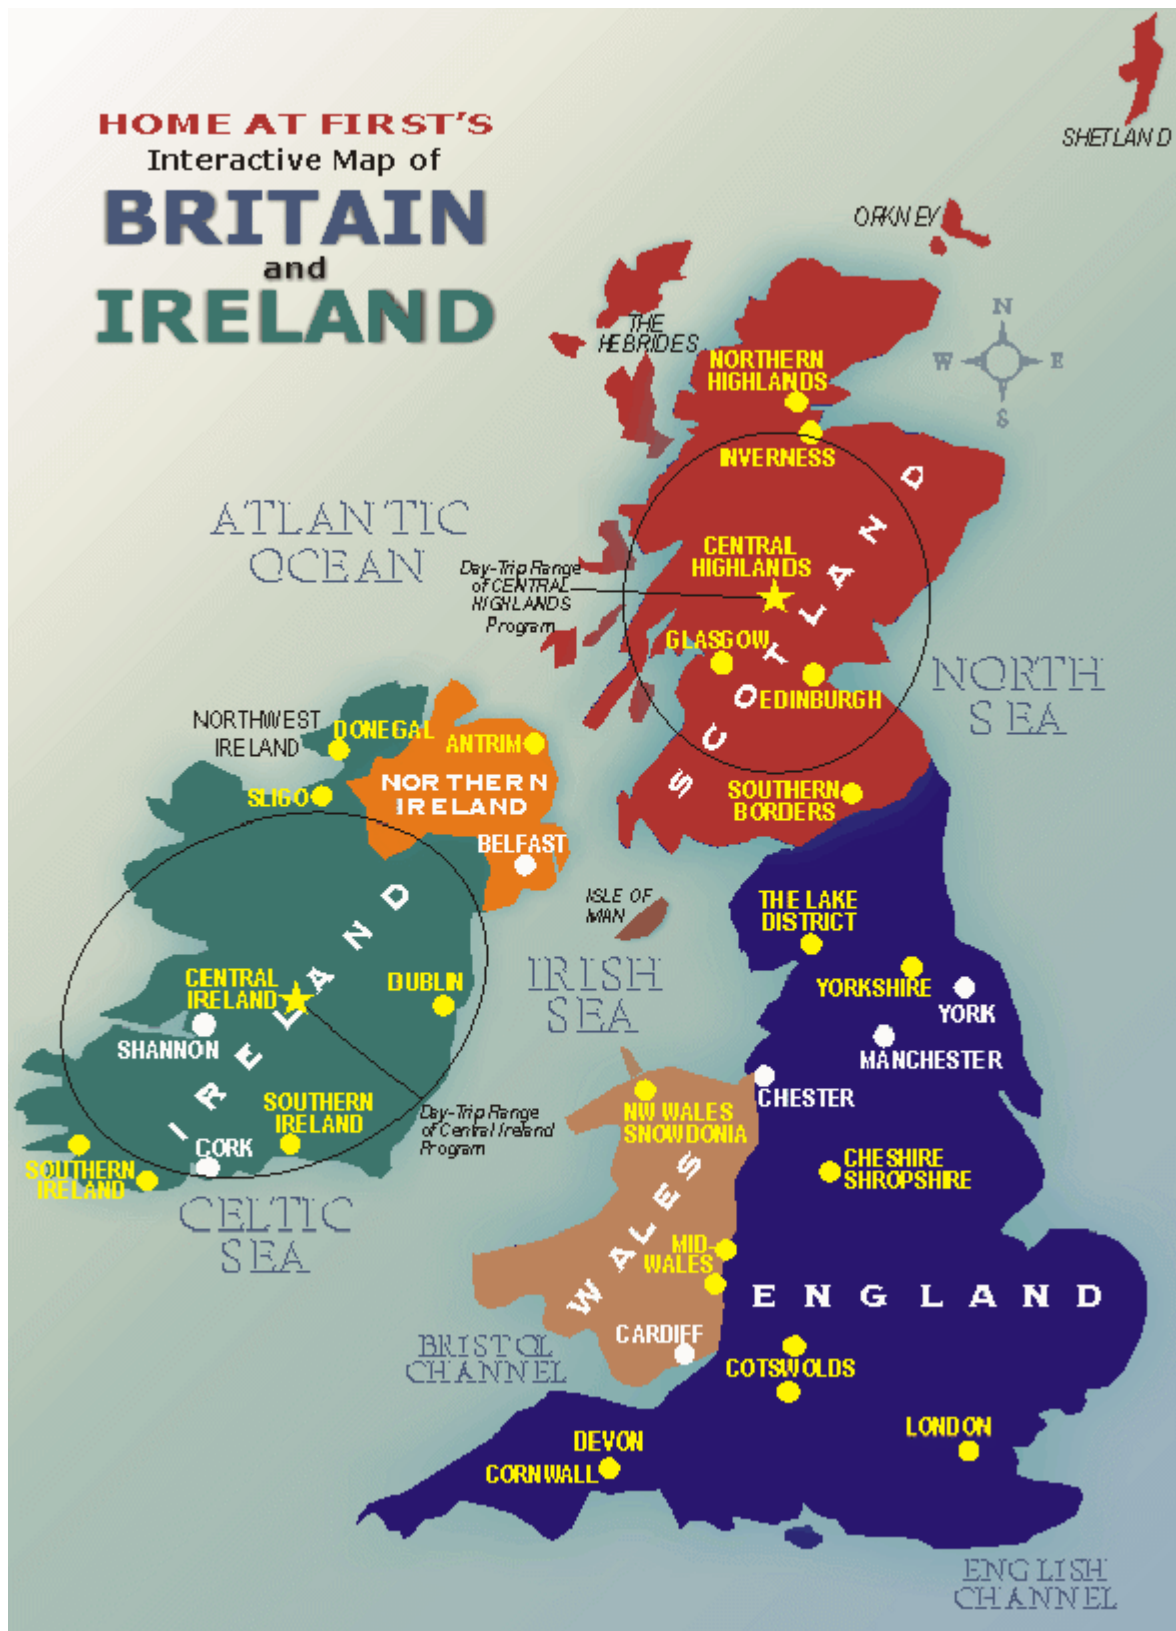 HOME AT FIRST'S
Interactive Map of
BRITAIN
and
IRELAND
SHETLAND
ORKNEY
THE
HEBRIDES
N
W
E
S
NORTHERN
HIGHLANDS
INVERNESS
ATLANTIC
OCEAN
CENTRAL
HIGHLANDS
Day-Trip Range
of CENTRAL
HIGHLANDS
Program
SCOTLAND
GLASGOW
EDINBURGH
NORTH
SEA
NORTHWEST
IRELAND
DONEGAL
ANTRIM
NORTHERN
IRELAND
SLIGO
SOUTHERN
BORDERS
BELFAST
ISLE OF
MAN
THE LAKE
DISTRICT
IRISH
SEA
CENTRAL
IRELAND
DUBLIN
IRELAND
SHANNON
YORKSHIRE
YORK
MANCHESTER
CHESTER
SOUTHERN
IRELAND
Day-Trip Range
of Central Ireland
Program
NW WALES
SNOWDONIA
CORK
SOUTHERN
IRELAND
CHESHIRE
SHROPSHIRE
CELTIC
SEA
WALES
MID-
WALES
ENGLAND
CARDIFF
BRISTOL
CHANNEL
COTSWOLDS
LONDON
DEVON
CORNWALL
ENGLISH
CHANNEL